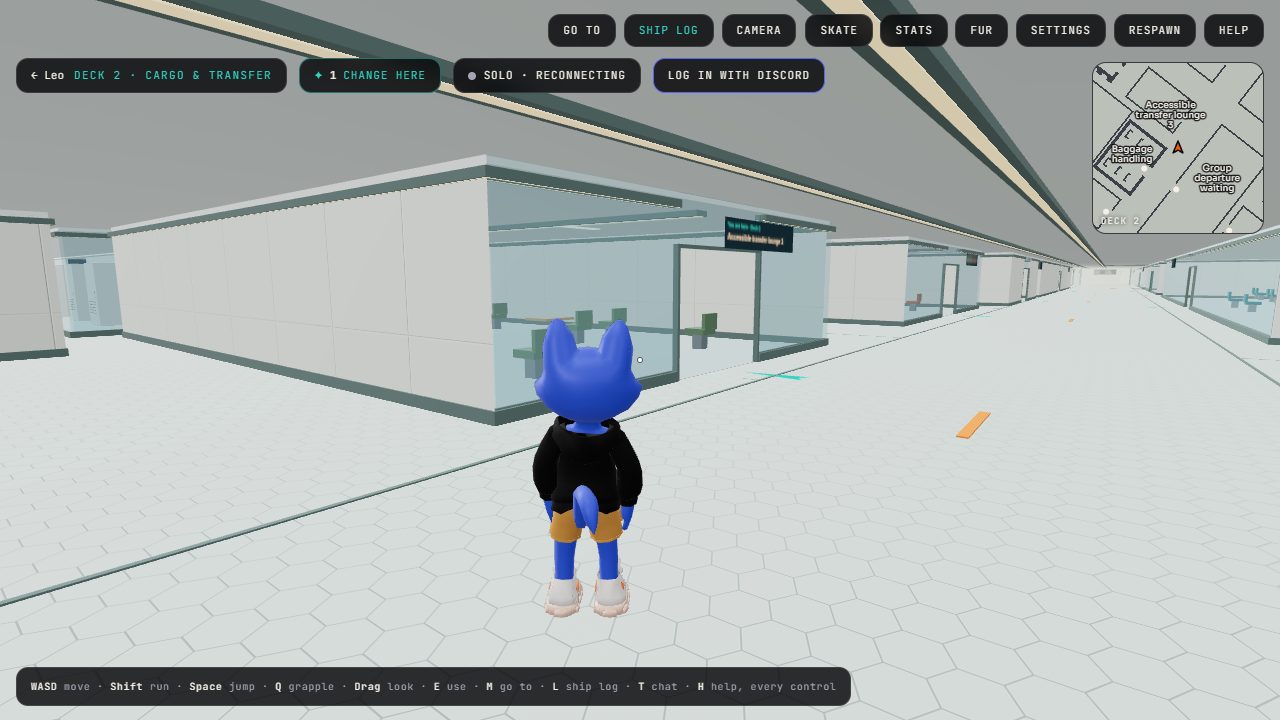 GO TO
SHIP LOG
CAMERA
SKATE
STATS
FUR
SETTINGS
RESPAWN
HELP
← Leo DECK 2 · CARGO & TRANSFER
✦ 1 CHANGE HERE
SOLO · RECONNECTING
LOG IN WITH DISCORD
Accessible
transfer lounge
3
Baggage
handling
Group
departure
waiting
DECK 2
Accessible transfer lounge 3
WASD move · Shift run · Space jump · Q grapple · Drag look · E use · M go to · L ship log · T chat · H help, every control